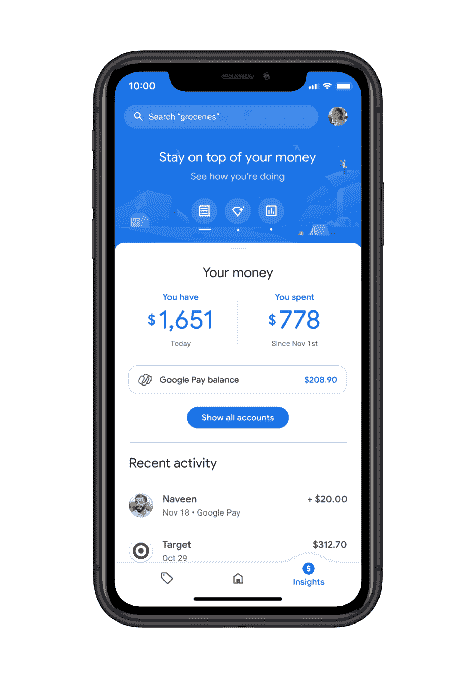 10:00
Search "groceries"
Stay on top of your money
See how you're doing
Your money
You have
$1,651
Today
You spent
$778
Since Nov 1st
Google Pay balance
$208.90
Show all accounts
Recent activity
Naveen
+ $20.00
Nov 18 • Google Pay
Target
$312.70
Oct 29
$
Insights